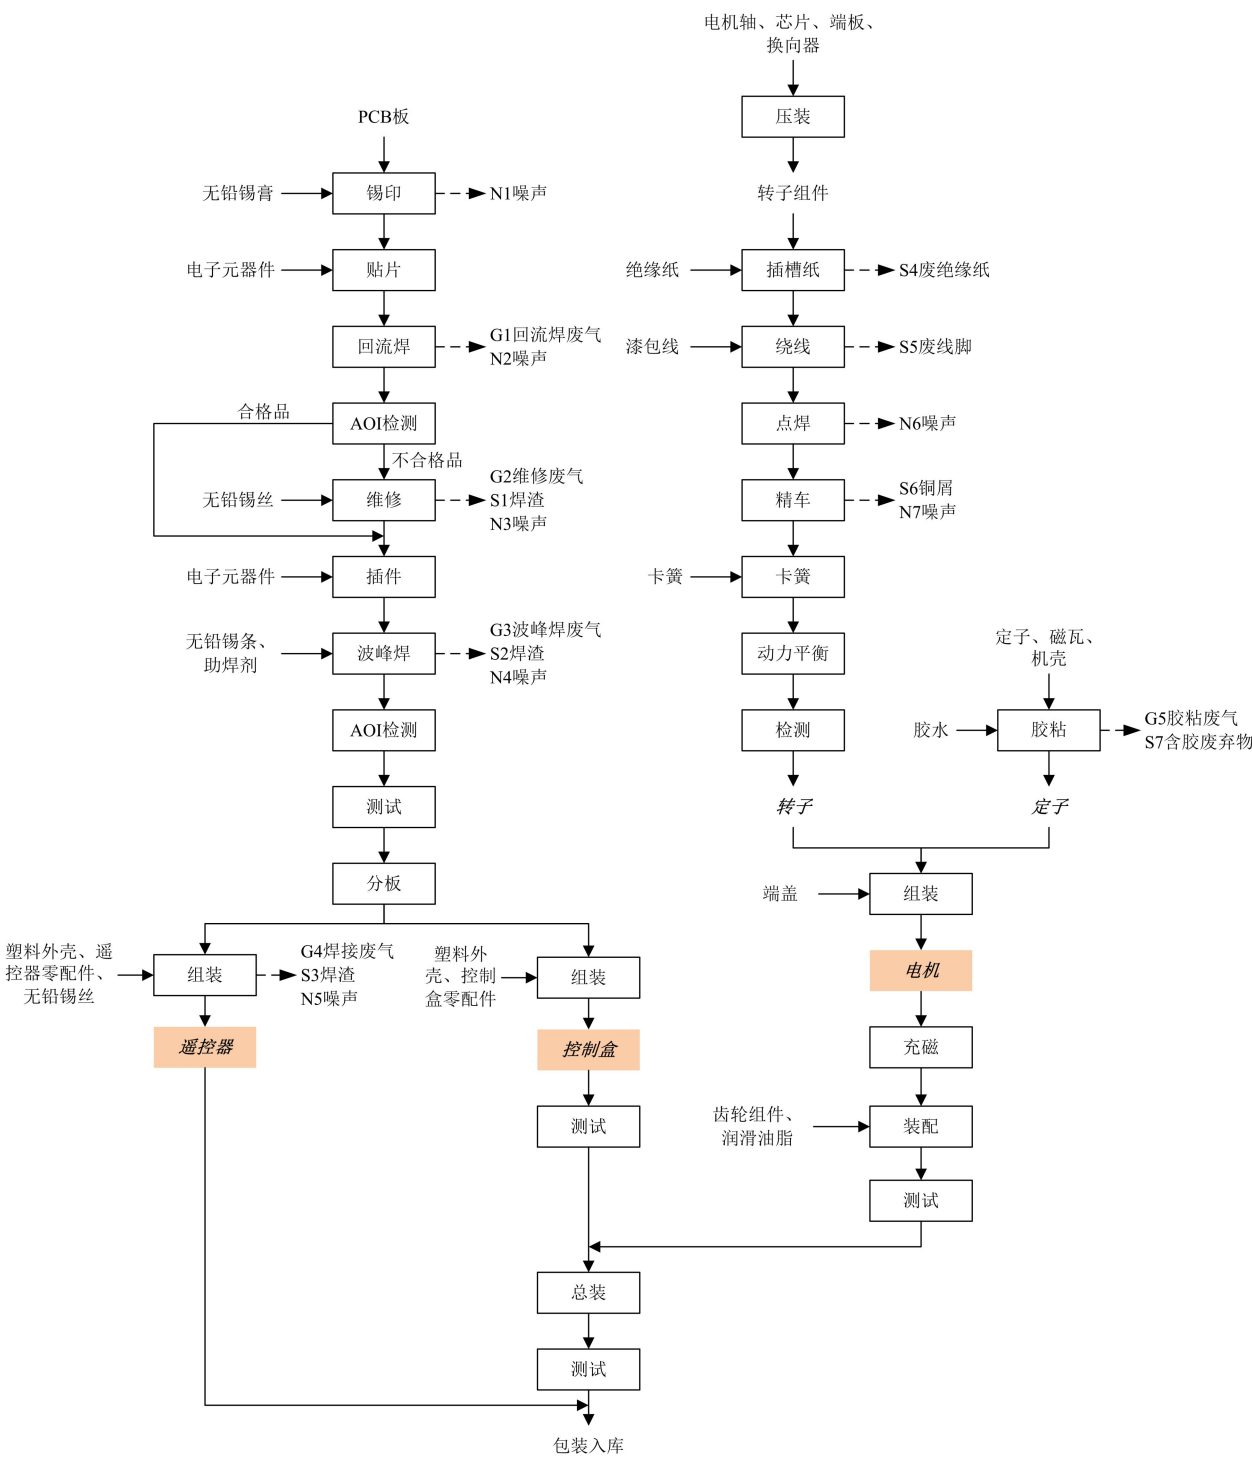 电机轴、芯片、端板、
换向器
压装
转子组件
PCB板
无铅锡膏
锡印
N1噪声
电子元器件
贴片
回流焊
G1回流焊废气
N2噪声
合格品
AOI检测
不合格品
无铅锡丝
维修
G2维修废气
S1焊渣
N3噪声
电子元器件
插件
无铅锡条、
助焊剂
波峰焊
G3波峰焊废气
S2焊渣
N4噪声
AOI检测
测试
分板
塑料外壳、遥
控器零配件、
无铅锡丝
组装
G4焊接废气
S3焊渣
N5噪声
遥控器
塑料外
壳、控制
盒零配件
组装
控制盒
测试
绝缘纸
插槽纸
S4废绝缘纸
漆包线
绕线
S5废线脚
点焊
N6噪声
精车
S6铜屑
N7噪声
卡簧
卡簧
动力平衡
检测
转子
定子、磁瓦、
机壳
胶水
胶粘
G5胶粘废气
S7含胶废弃物
定子
端盖
组装
电机
充磁
齿轮组件、
润滑油脂
装配
测试
总装
测试
包装入库